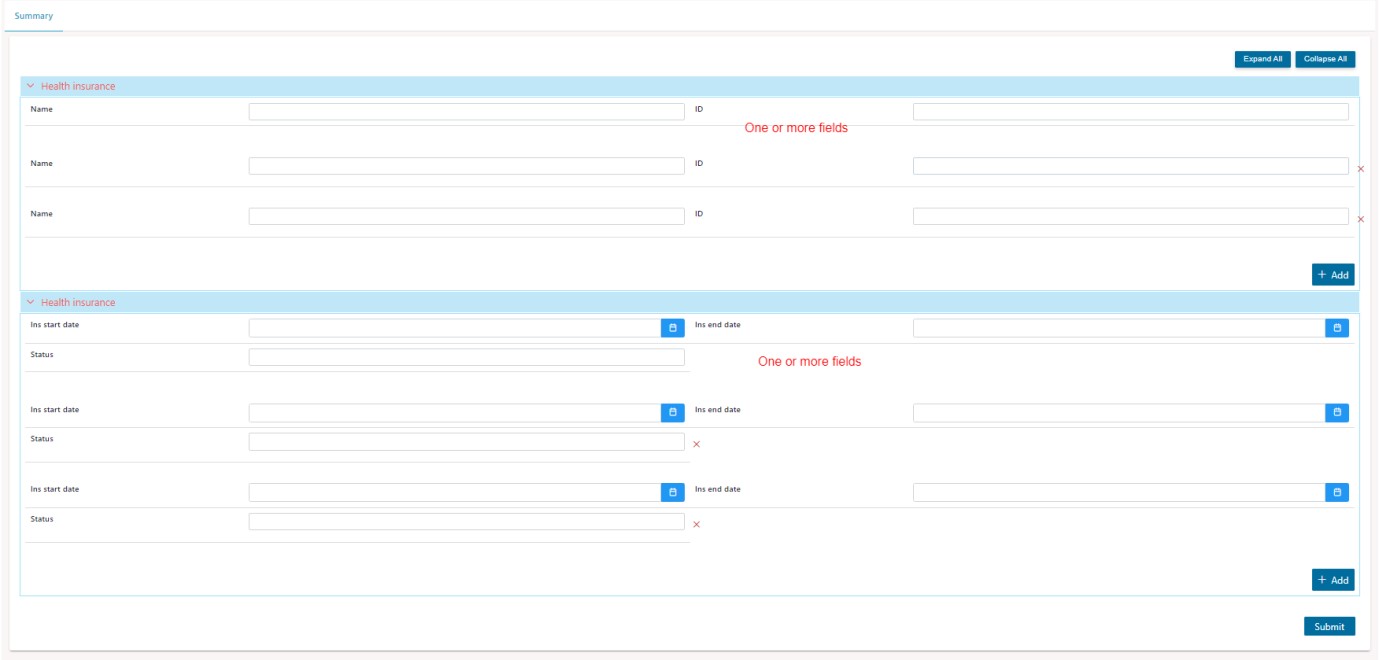 Summary
Expand All Collapse All
Health insurance
Name ID
One or more fields
Name ID
Name ID
+ Add
Health insurance
Ins start date Ins end date
Status
One or more fields
Ins start date Ins end date
Status
Ins start date Ins end date
Status
+ Add
Submit